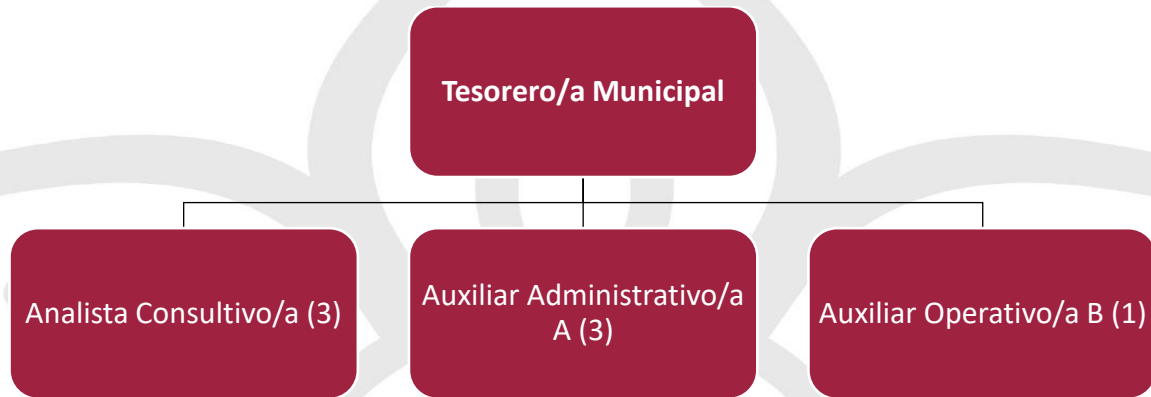 Tesorero/a Municipal
Analista Consultivo/a (3)
Auxiliar Administrativo/a
A (3)
Auxiliar Operativo/a B (1)